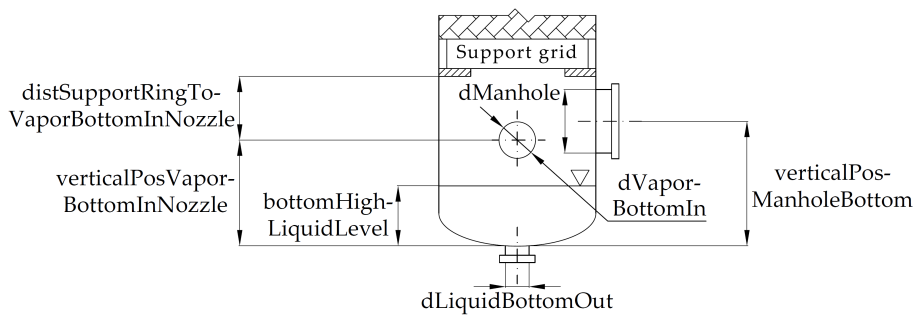 Support grid
distSupportRingTo-
VaporBottomInNozzle
dManhole
verticalPosVapor-
BottomInNozzle
bottomHigh-
LiquidLevel
dVapor-
BottomIn
verticalPos-
ManholeBottom
dLiquidBottomOut